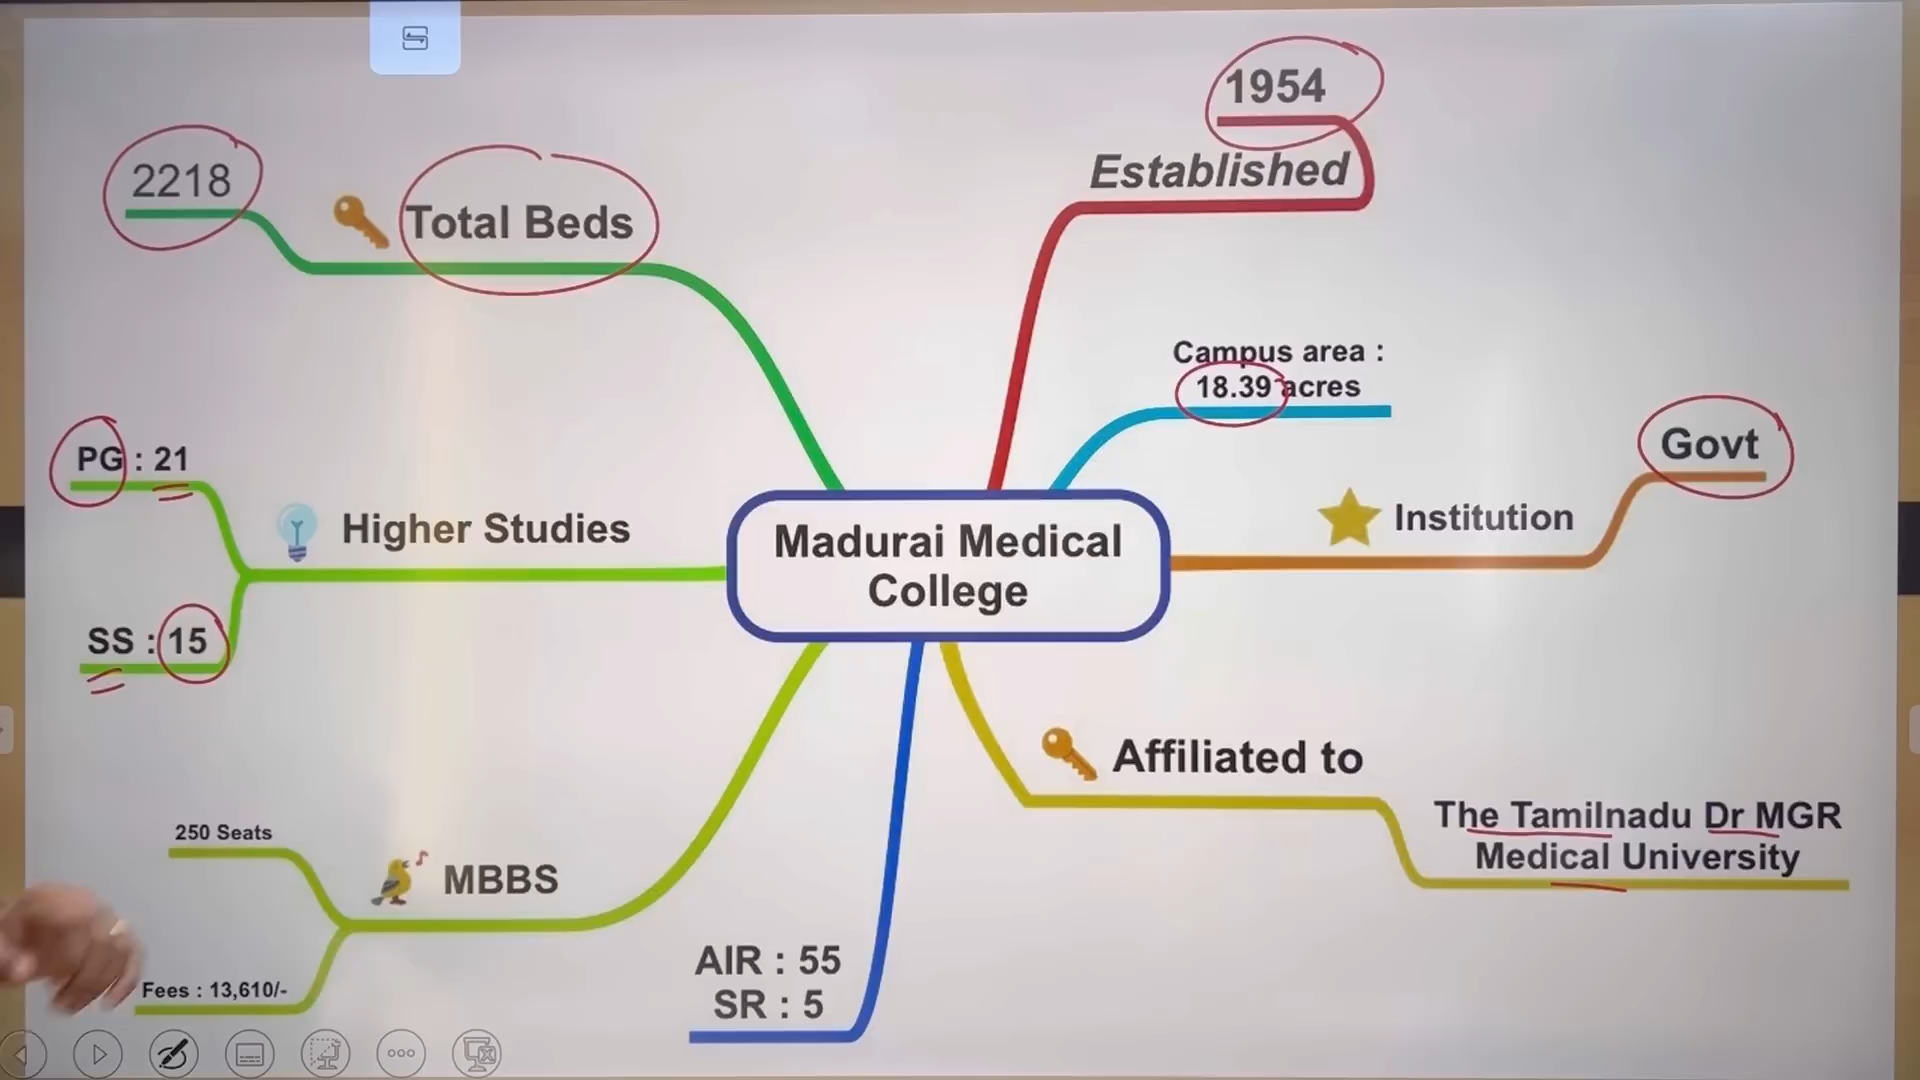 1954
Established
2218
Total Beds
Campus area :
18.39 acres
Govt
Institution
PG : 21
Higher Studies
SS : 15
Madurai Medical
College
Affiliated to
The Tamilnadu Dr MGR
Medical University
250 Seats
MBBS
Fees : 13,610/-
AIR : 55
SR : 5